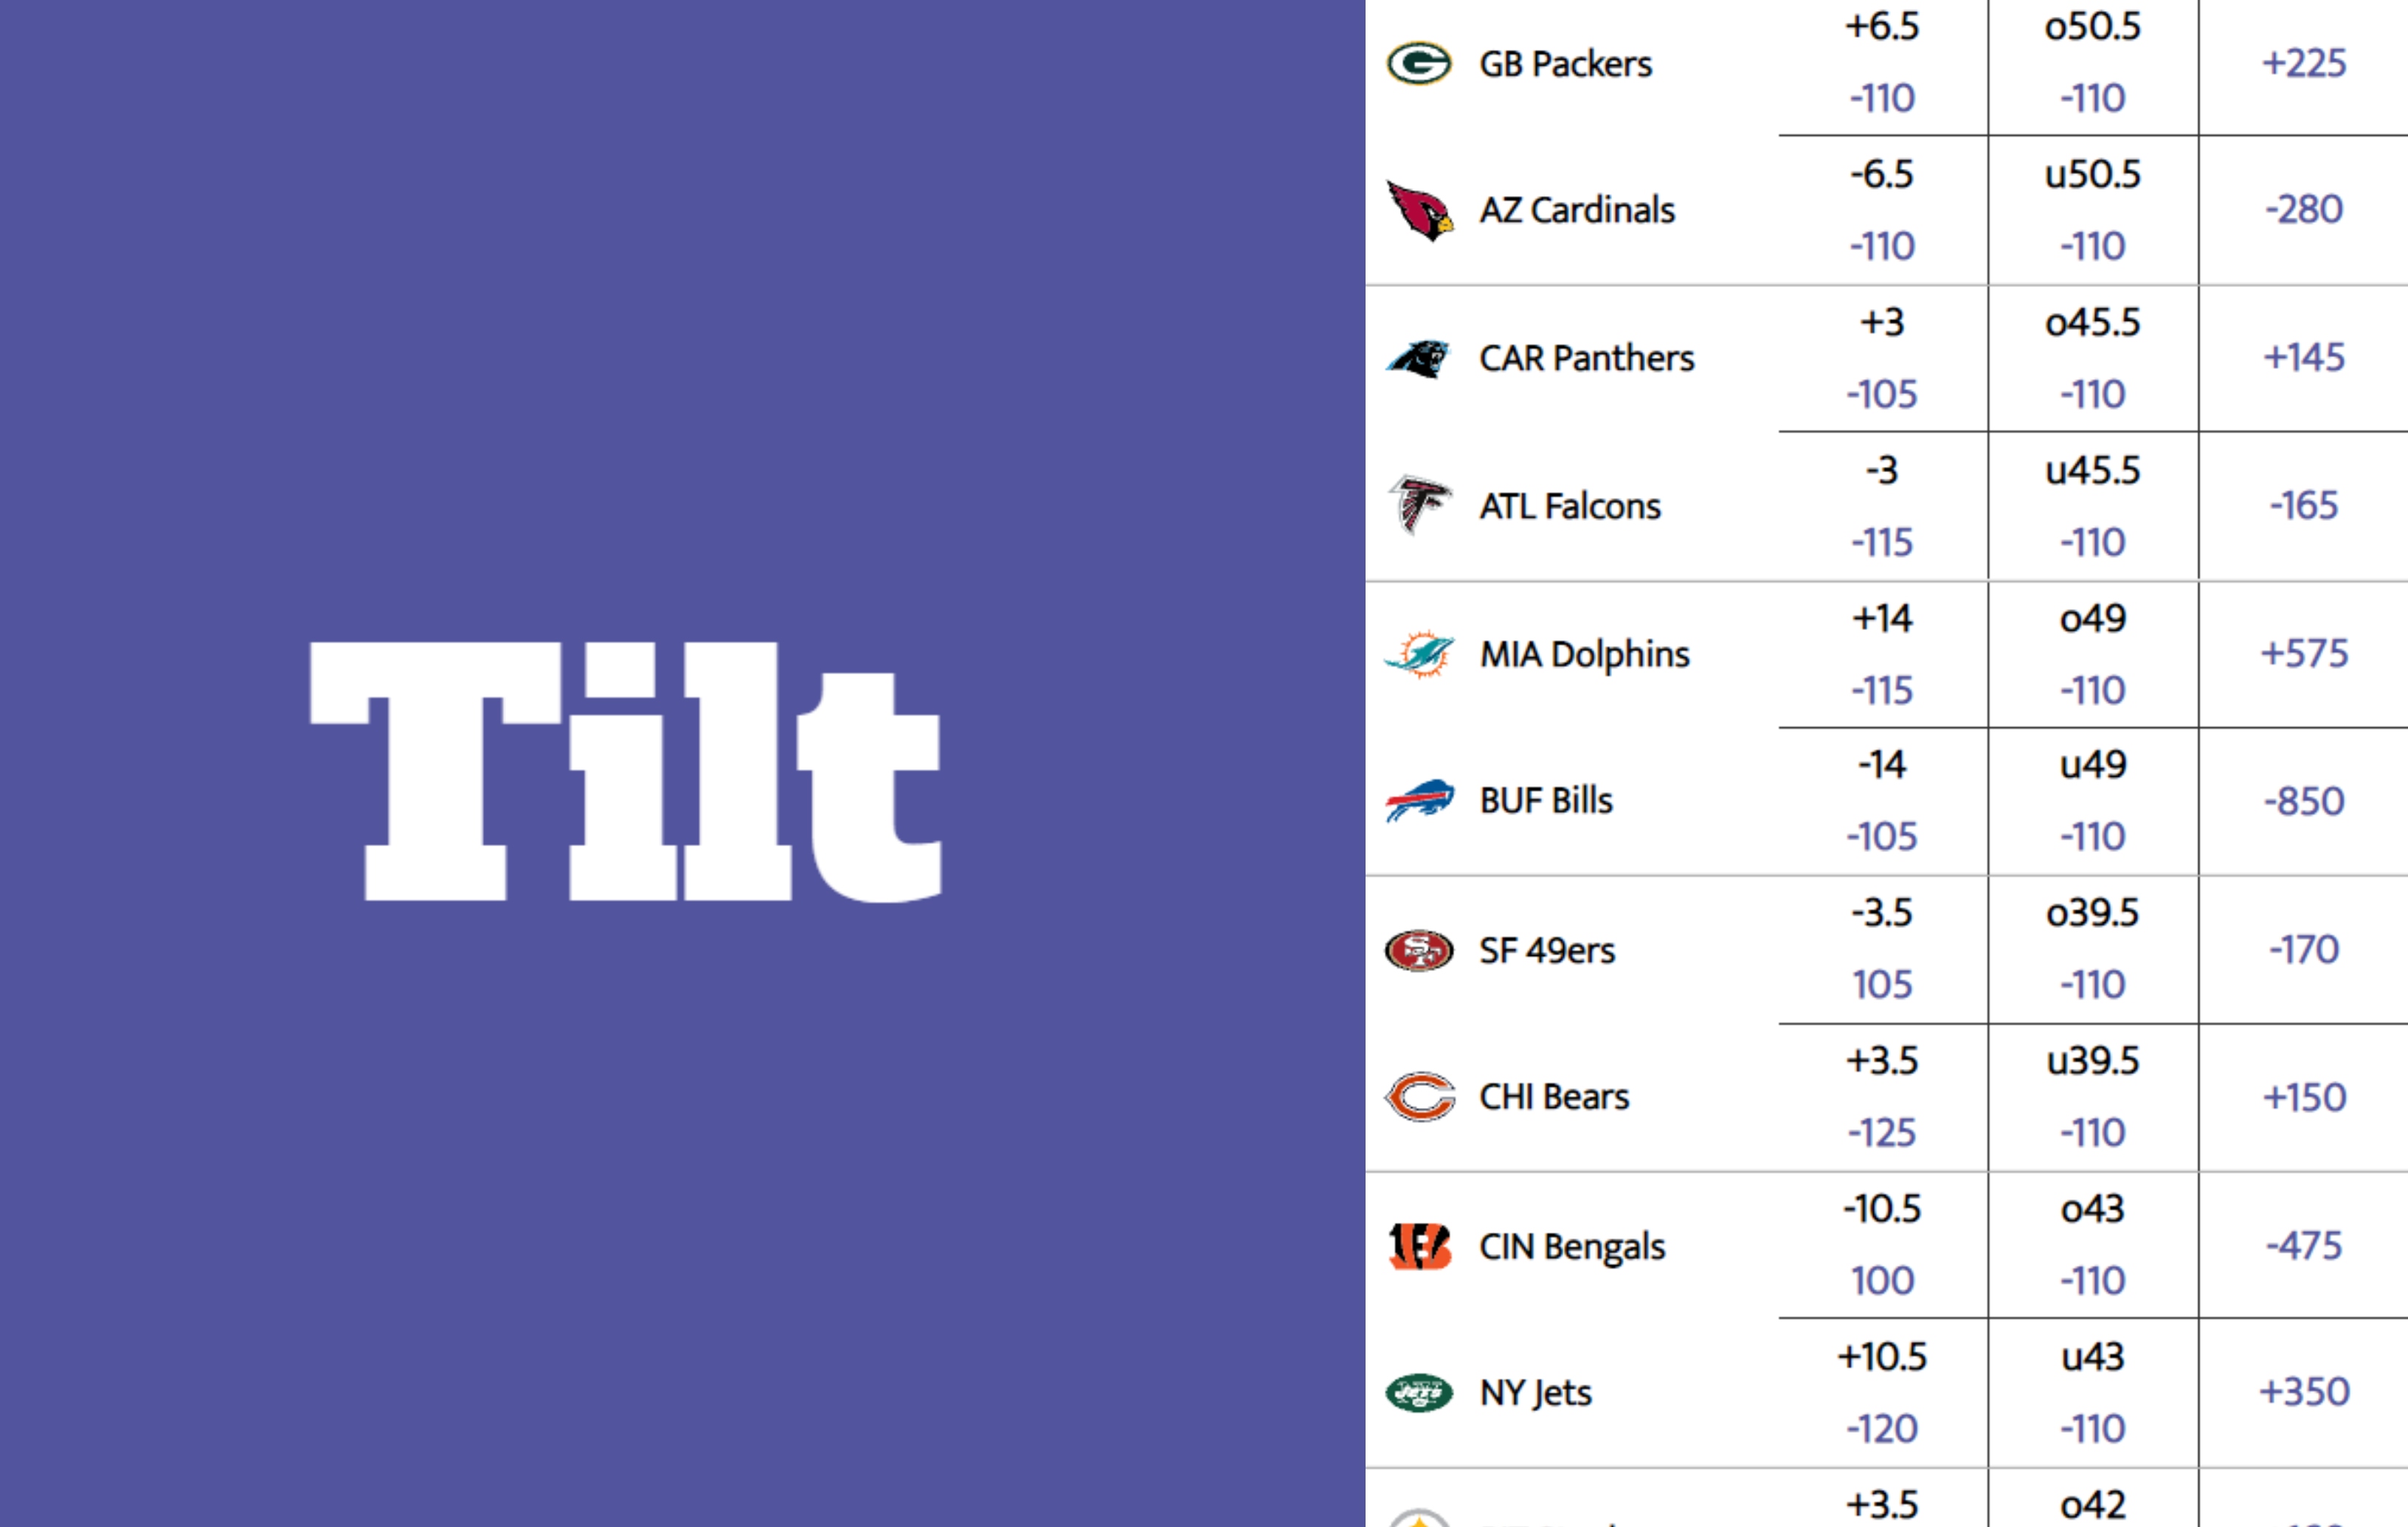 Tilt
+6.5 o50.5
GB Packers +225
-110 -110
-6.5 u50.5
AZ Cardinals -280
-110 -110
+3 o45.5
CAR Panthers +145
-105 -110
-3 u45.5
ATL Falcons -165
-115 -110
+14 o49
MIA Dolphins +575
-115 -110
-14 u49
BUF Bills -850
-105 -110
-3.5 o39.5
SF 49ers -170
105 -110
+3.5 u39.5
CHI Bears +150
-125 -110
-10.5 o43
CIN Bengals -475
100 -110
+10.5 u43
NY Jets +350
-120 -110
+3.5 o42